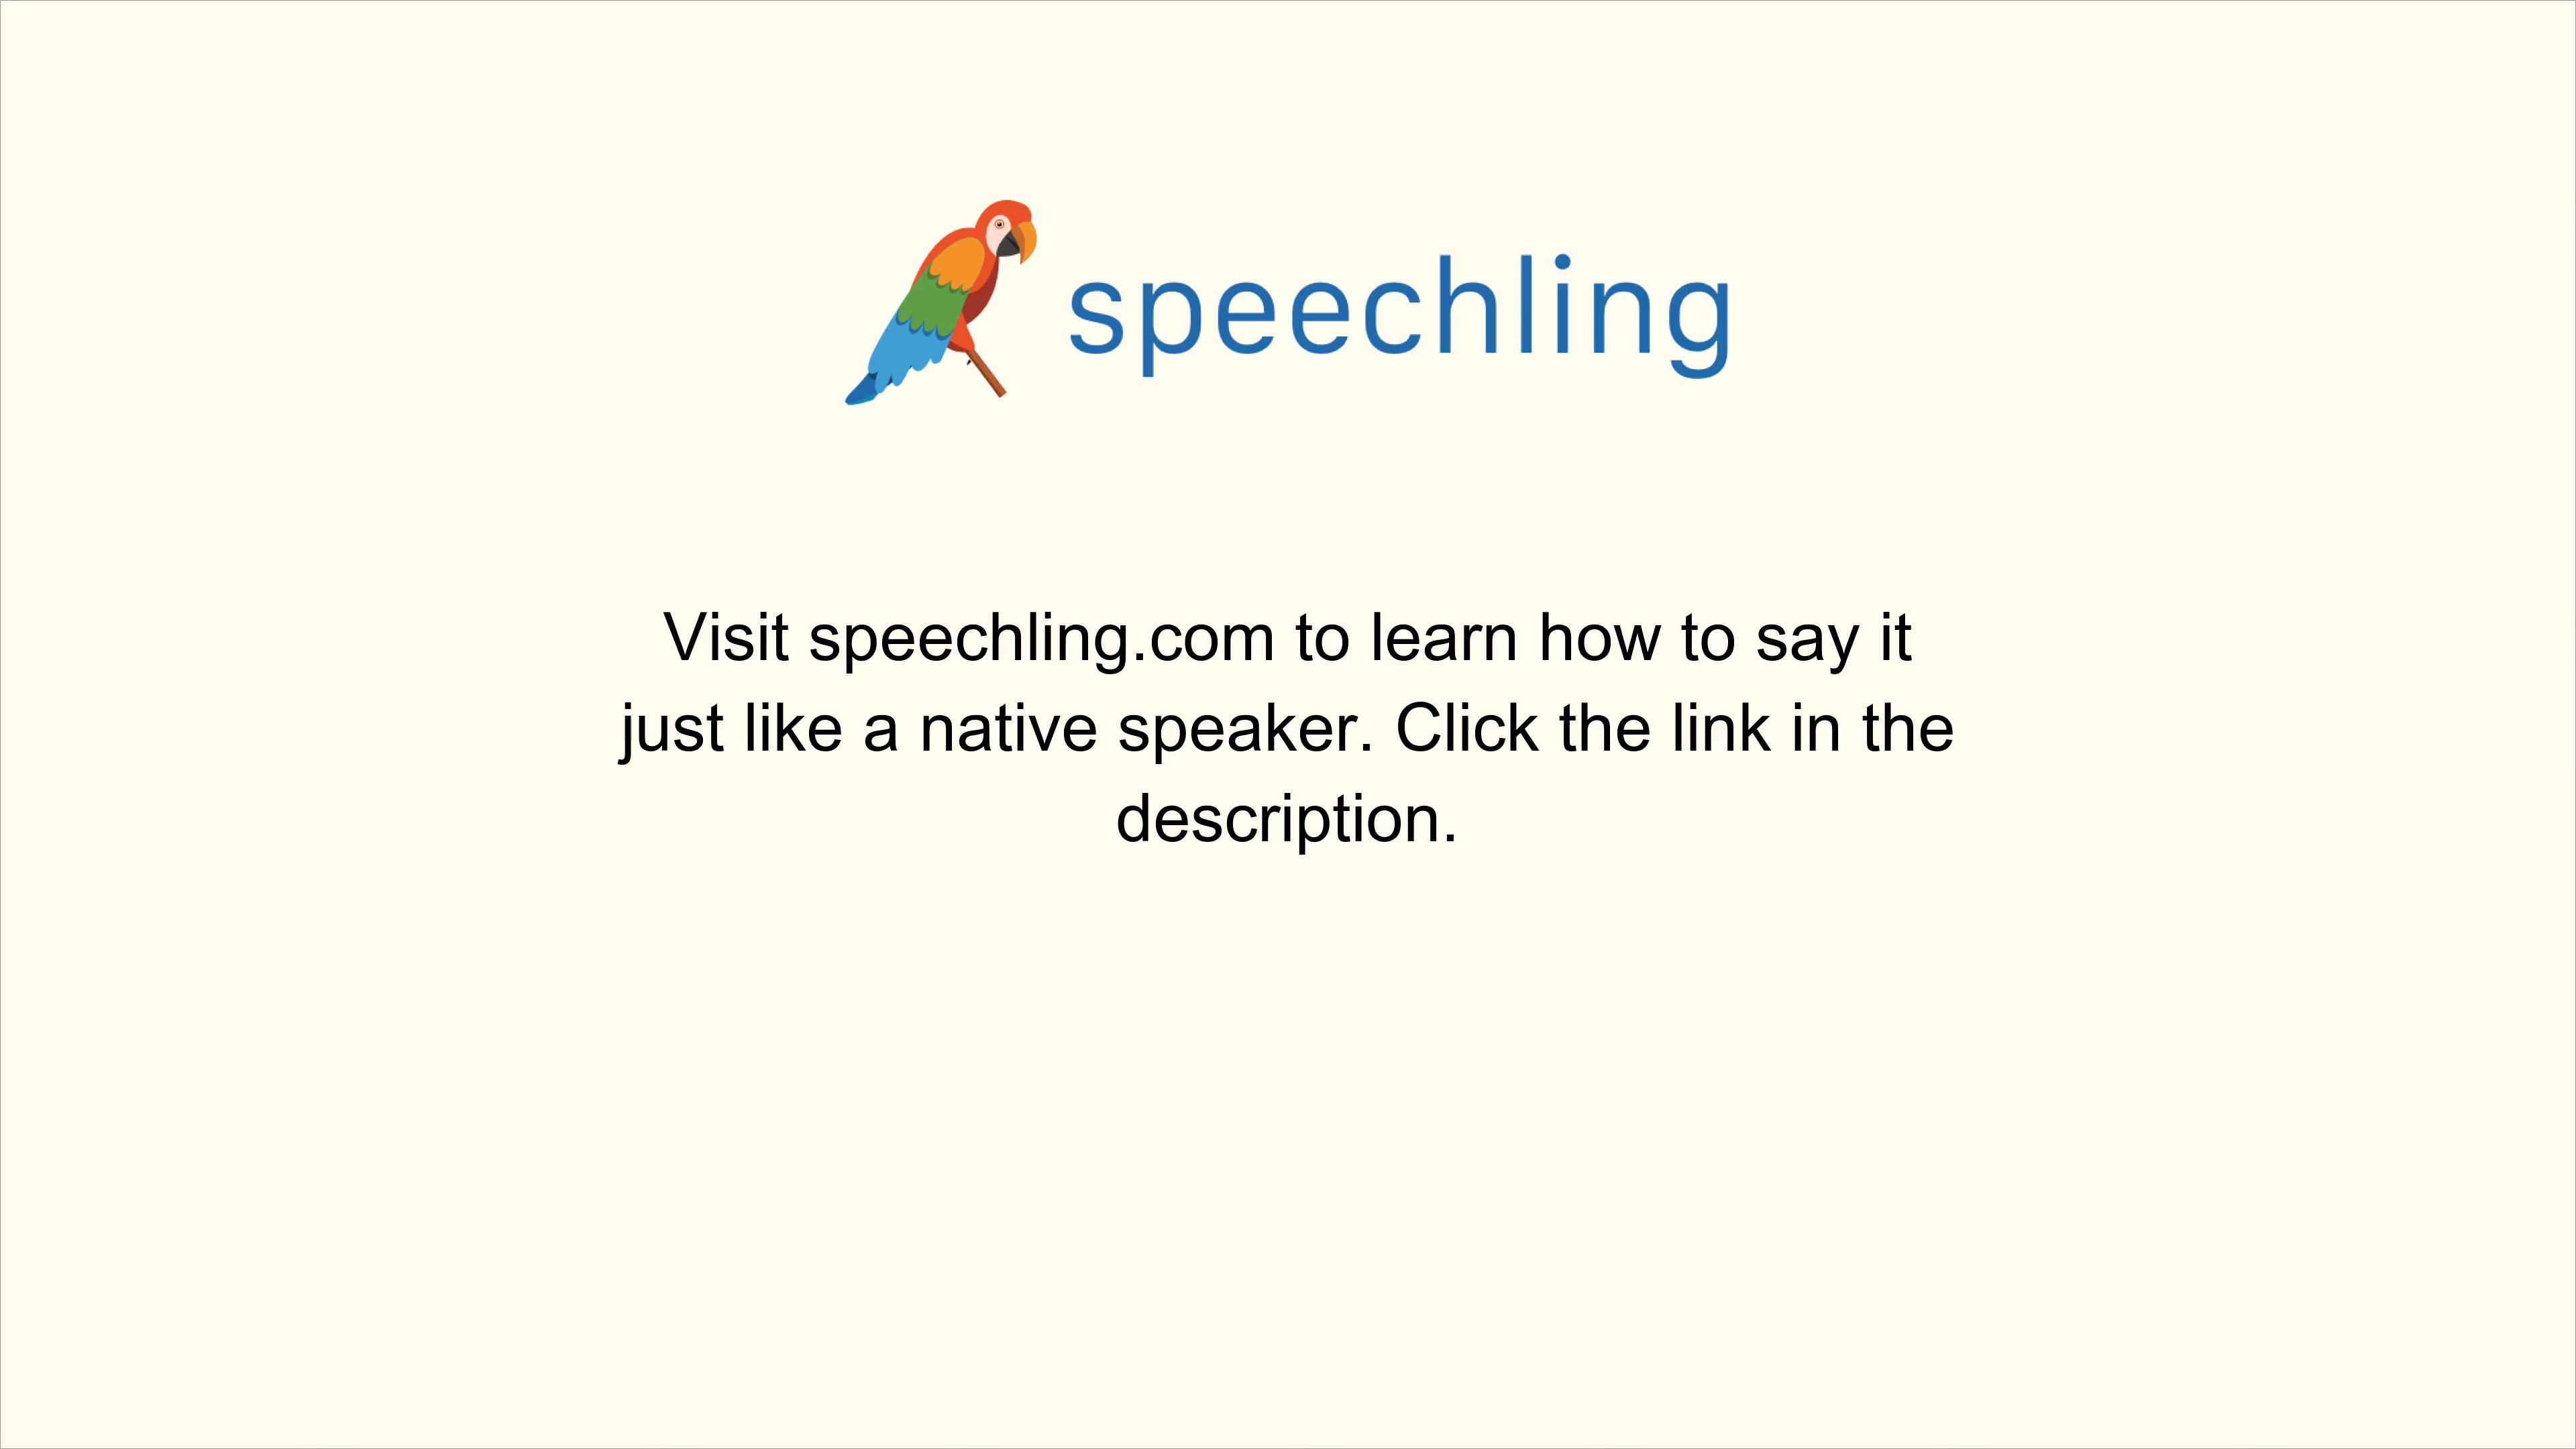 speechling
Visit speechling.com to learn how to say it
just like a native speaker. Click the link in the
description.